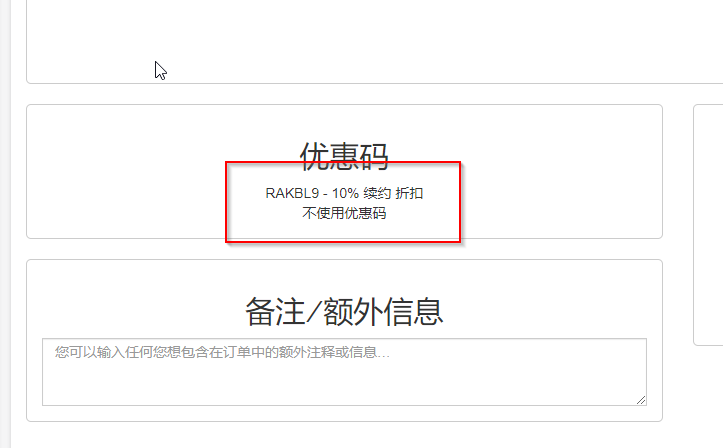 优惠码
RAKBL9 - 10% 续约 折扣
不使用优惠码
备注/额外信息
您可以输入任何您想包含在订单中的额外注释或信息...